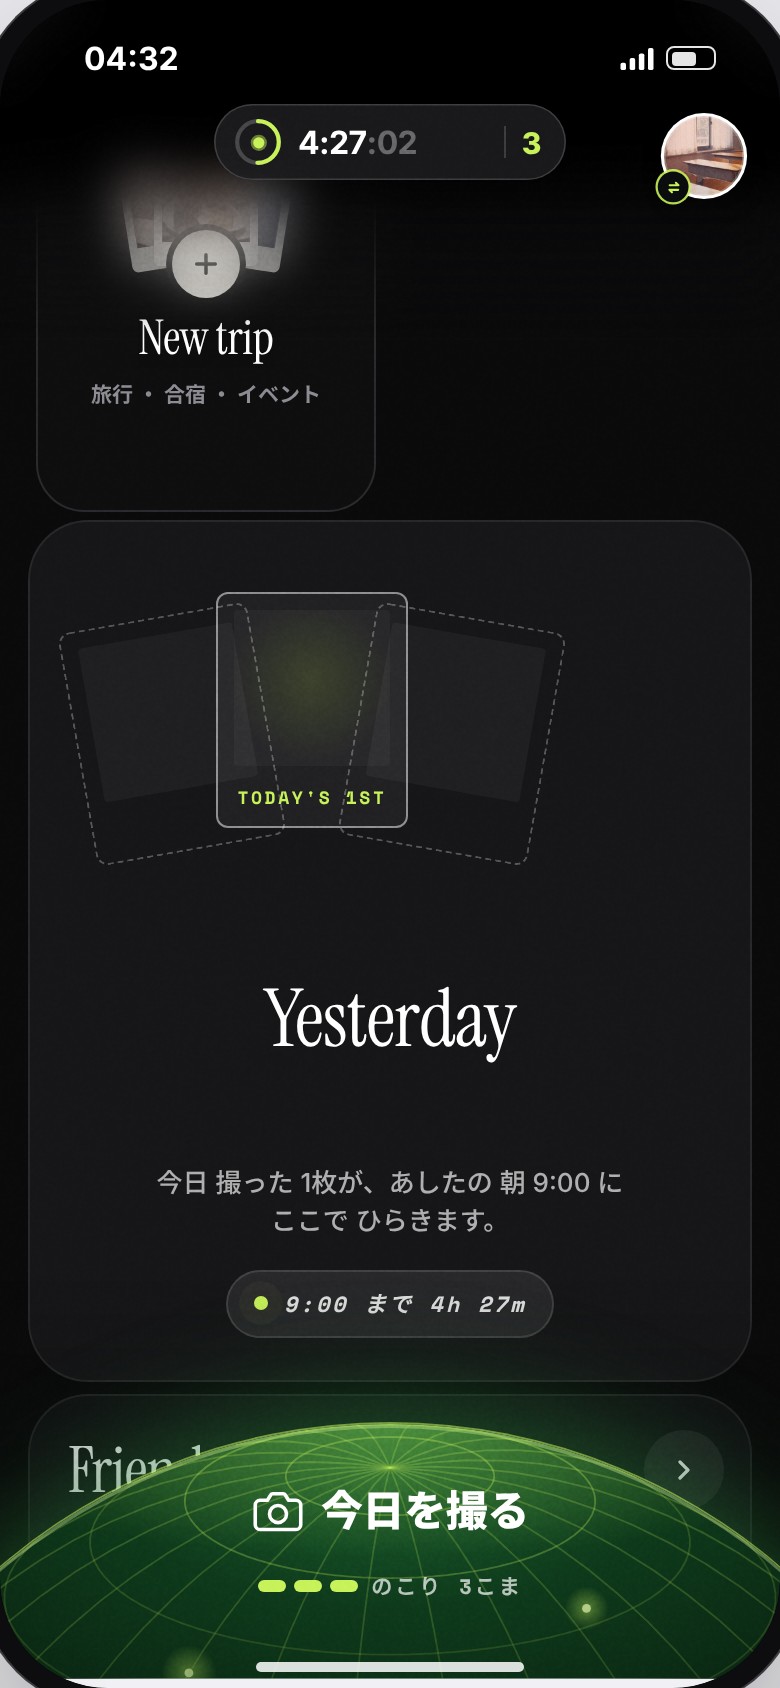 04:32
4:27:02 3
New trip
旅行 ・ 合宿 ・ イベント
TODAY'S 1ST
Yesterday
今日 撮った 1枚が、あしたの 朝 9:00 に
ここで ひらきます。
9:00 まで 4h 27m
今日を撮る
のこり 3こま